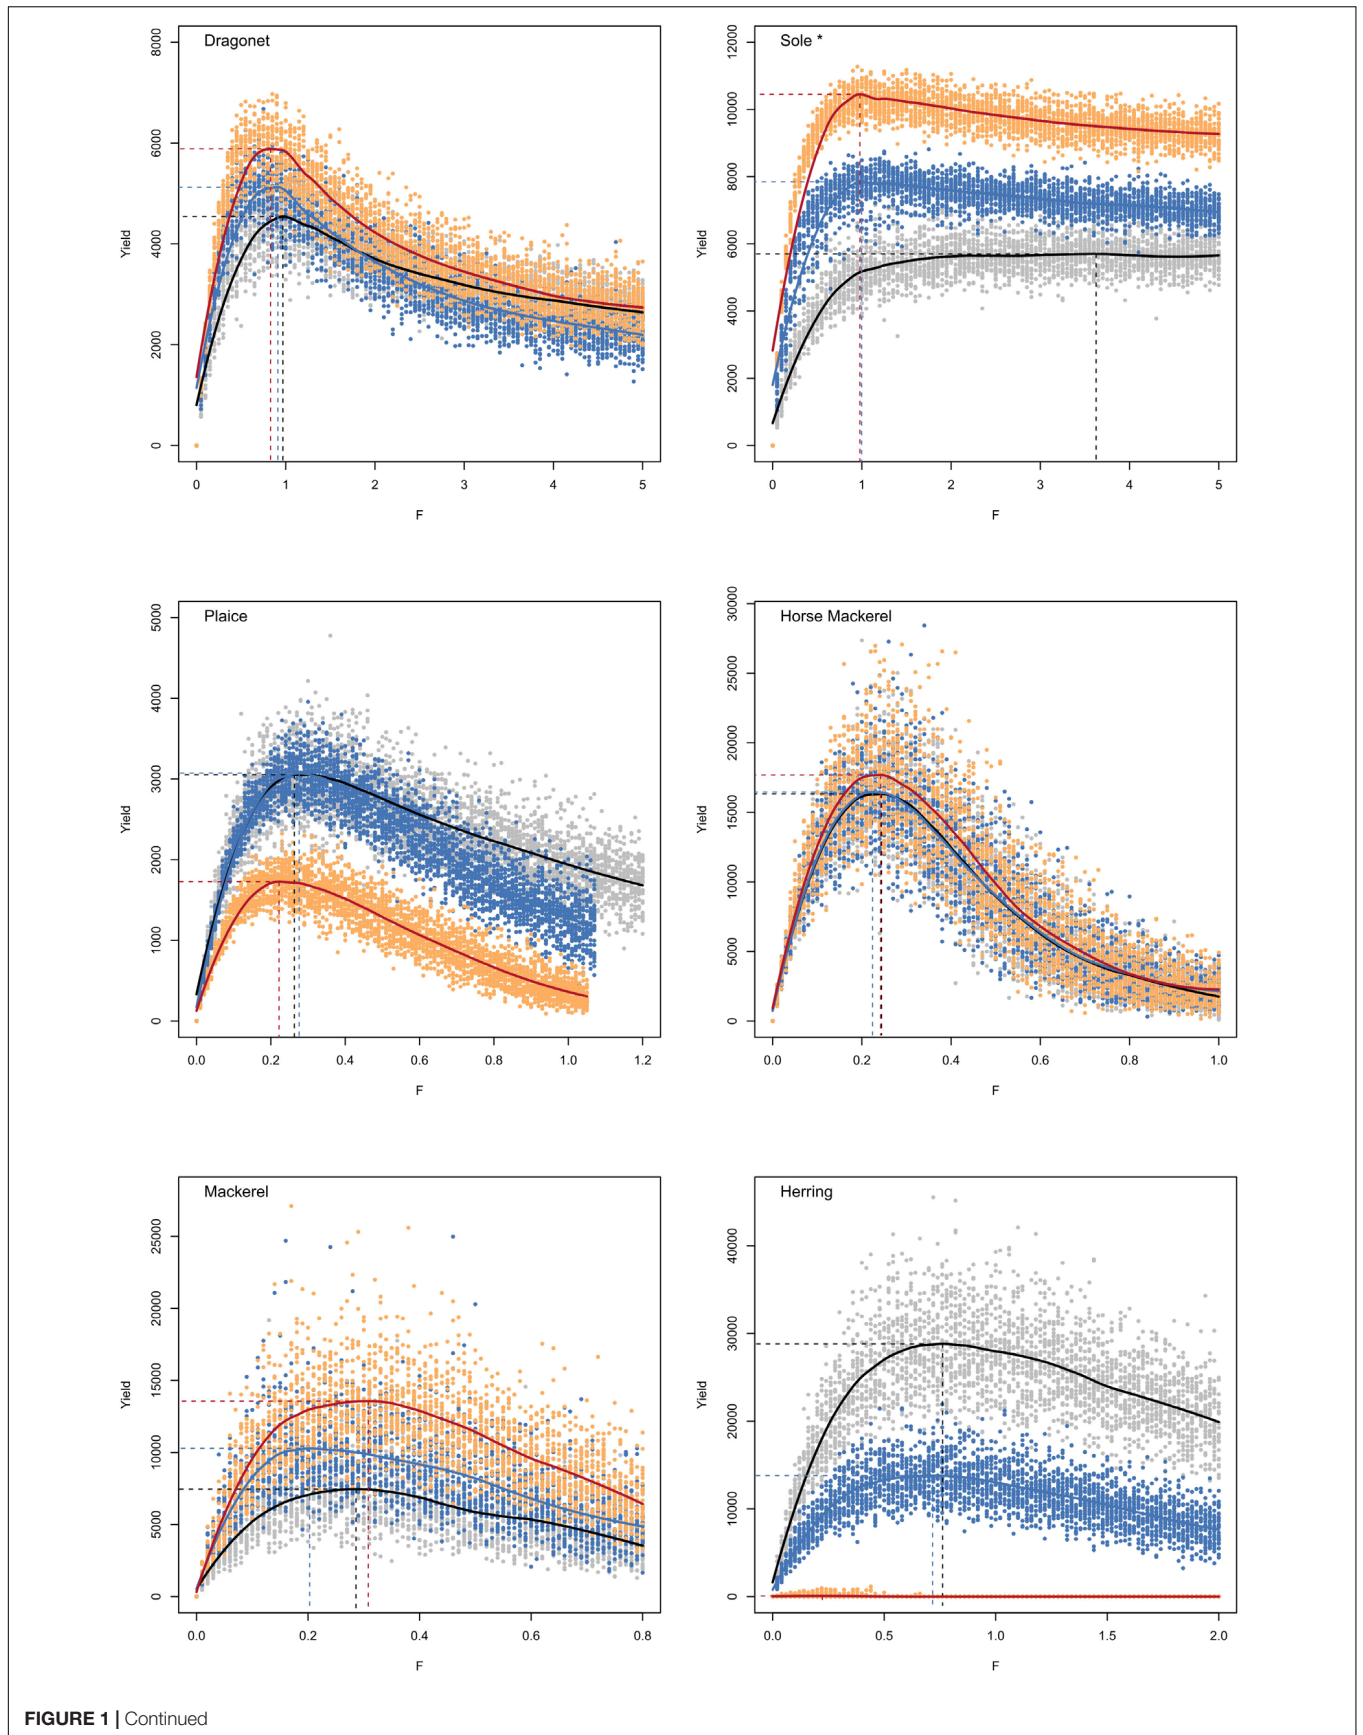 Dragonet
Yield
0 2000 4000 6000 8000
0 1 2 3 4 5
F
Sole *
Yield
0 2000 4000 6000 8000 10000 12000
0 1 2 3 4 5
F
Plaice
Yield
0 1000 2000 3000 4000 5000
0.0 0.2 0.4 0.6 0.8 1.0 1.2
F
Horse Mackerel
Yield
0 5000 10000 15000 20000 25000 30000
0.0 0.2 0.4 0.6 0.8 1.0
F
Mackerel
Yield
0 5000 10000 15000 20000 25000
0.0 0.2 0.4 0.6 0.8
F
Herring
Yield
0 10000 20000 30000 40000
0.0 0.5 1.0 1.5 2.0
F
FIGURE 1 | Continued